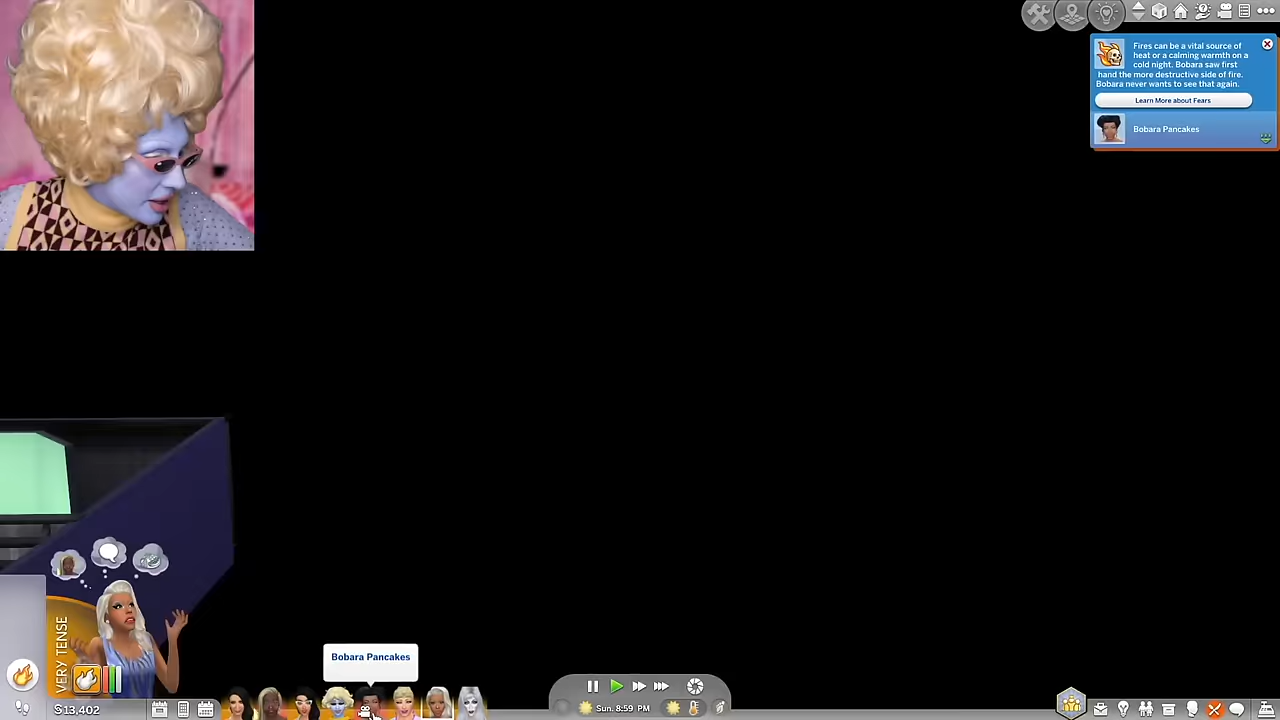 Fires can be a vital source of
heat or a calming warmth on a
cold night. Bobara saw first
hand the more destructive side of fire.
Bobara never wants to see that again.
Learn More about Fears
Bobara Pancakes
VERY TENSE
Bobara Pancakes
§13,402
Sun. 8:59 PM